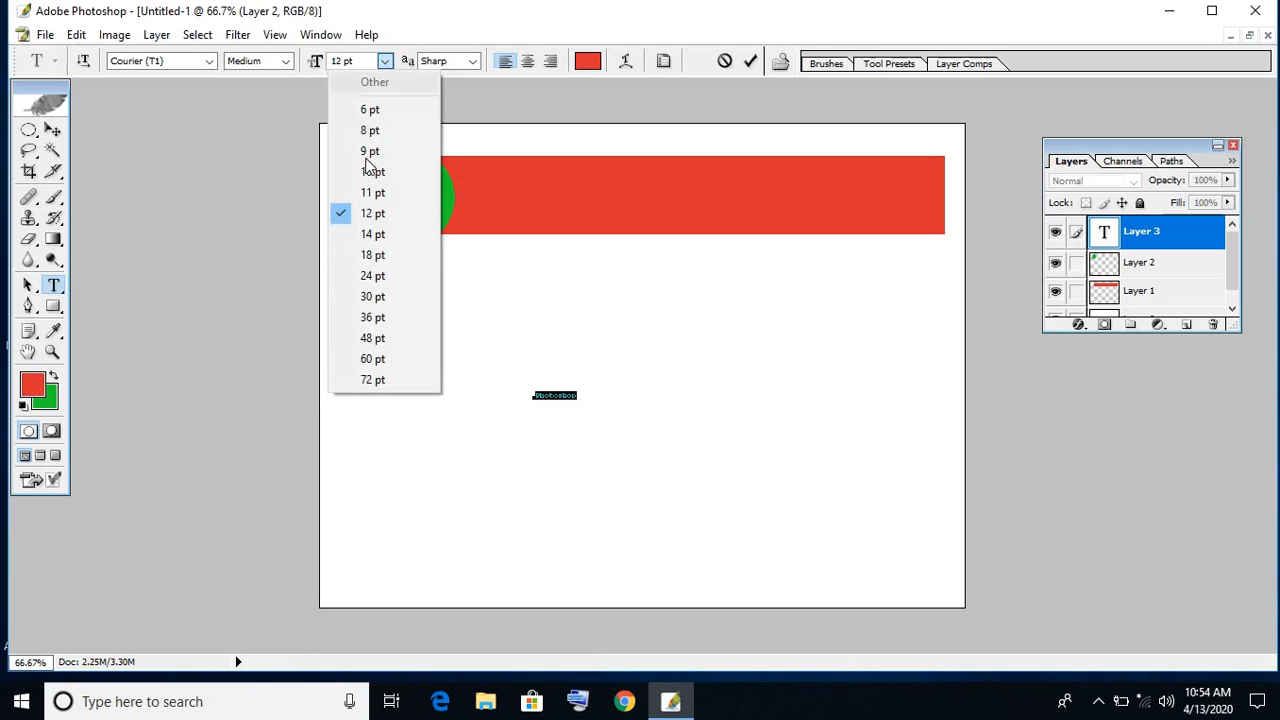 Adobe Photoshop - [Untitled-1 @ 66.7% (Layer 2, RGB/8)]
File Edit Image Layer Select Filter View Window Help
T Courier (T1) Medium T 12 pt aa Sharp Brushes Tool Presets Layer Comps
Other
6 pt
8 pt
9 pt
11 pt
12 pt
14 pt
18 pt
24 pt
30 pt
36 pt
48 pt
60 pt
72 pt
Photoshop
Layers Channels Paths
Normal Opacity: 100%
Lock: Fill: 100%
T Layer 3
Layer 2
Layer 1
66.67% Doc: 2.25M/3.30M
Type here to search
10:54 AM
4/13/2020